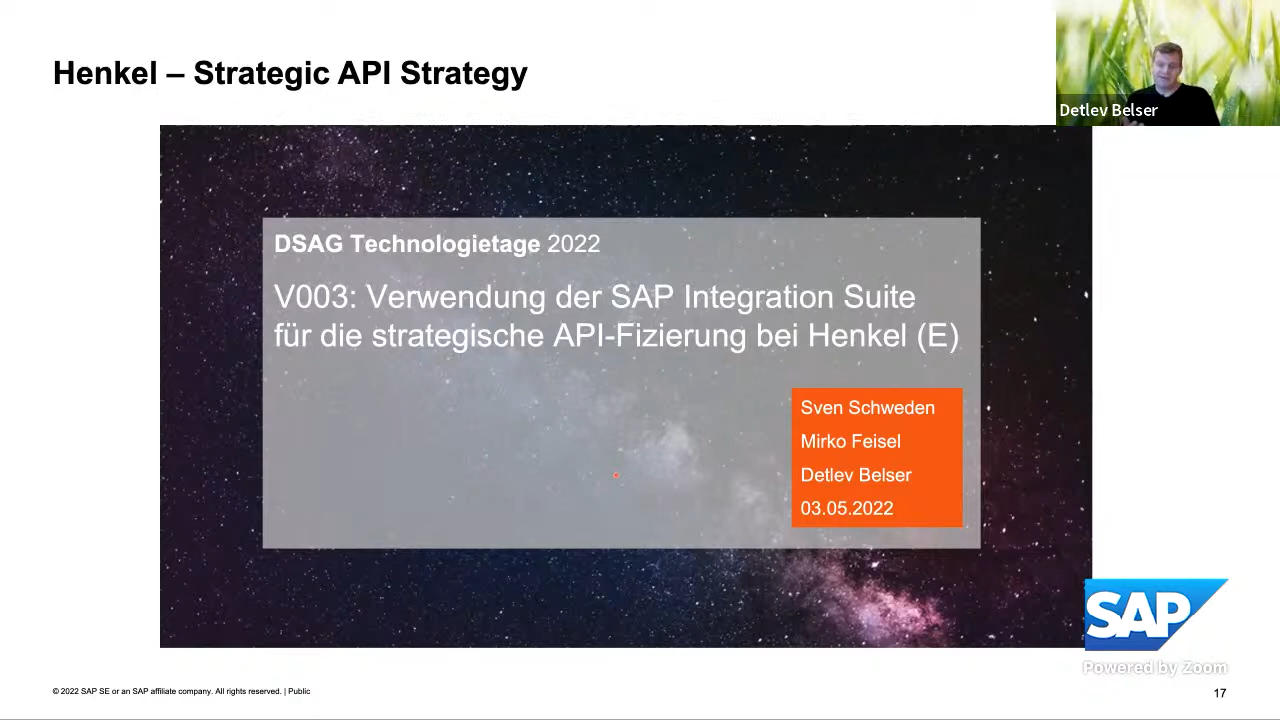 Henkel – Strategic API Strategy
Detlev Belser
DSAG Technologietage 2022
V003: Verwendung der SAP Integration Suite
für die strategische API-Fizierung bei Henkel (E)
Sven Schweden
Mirko Feisel
Detlev Belser
03.05.2022
SAP
Powered by Zoom
© 2022 SAP SE or an SAP affiliate company. All rights reserved. | Public
17